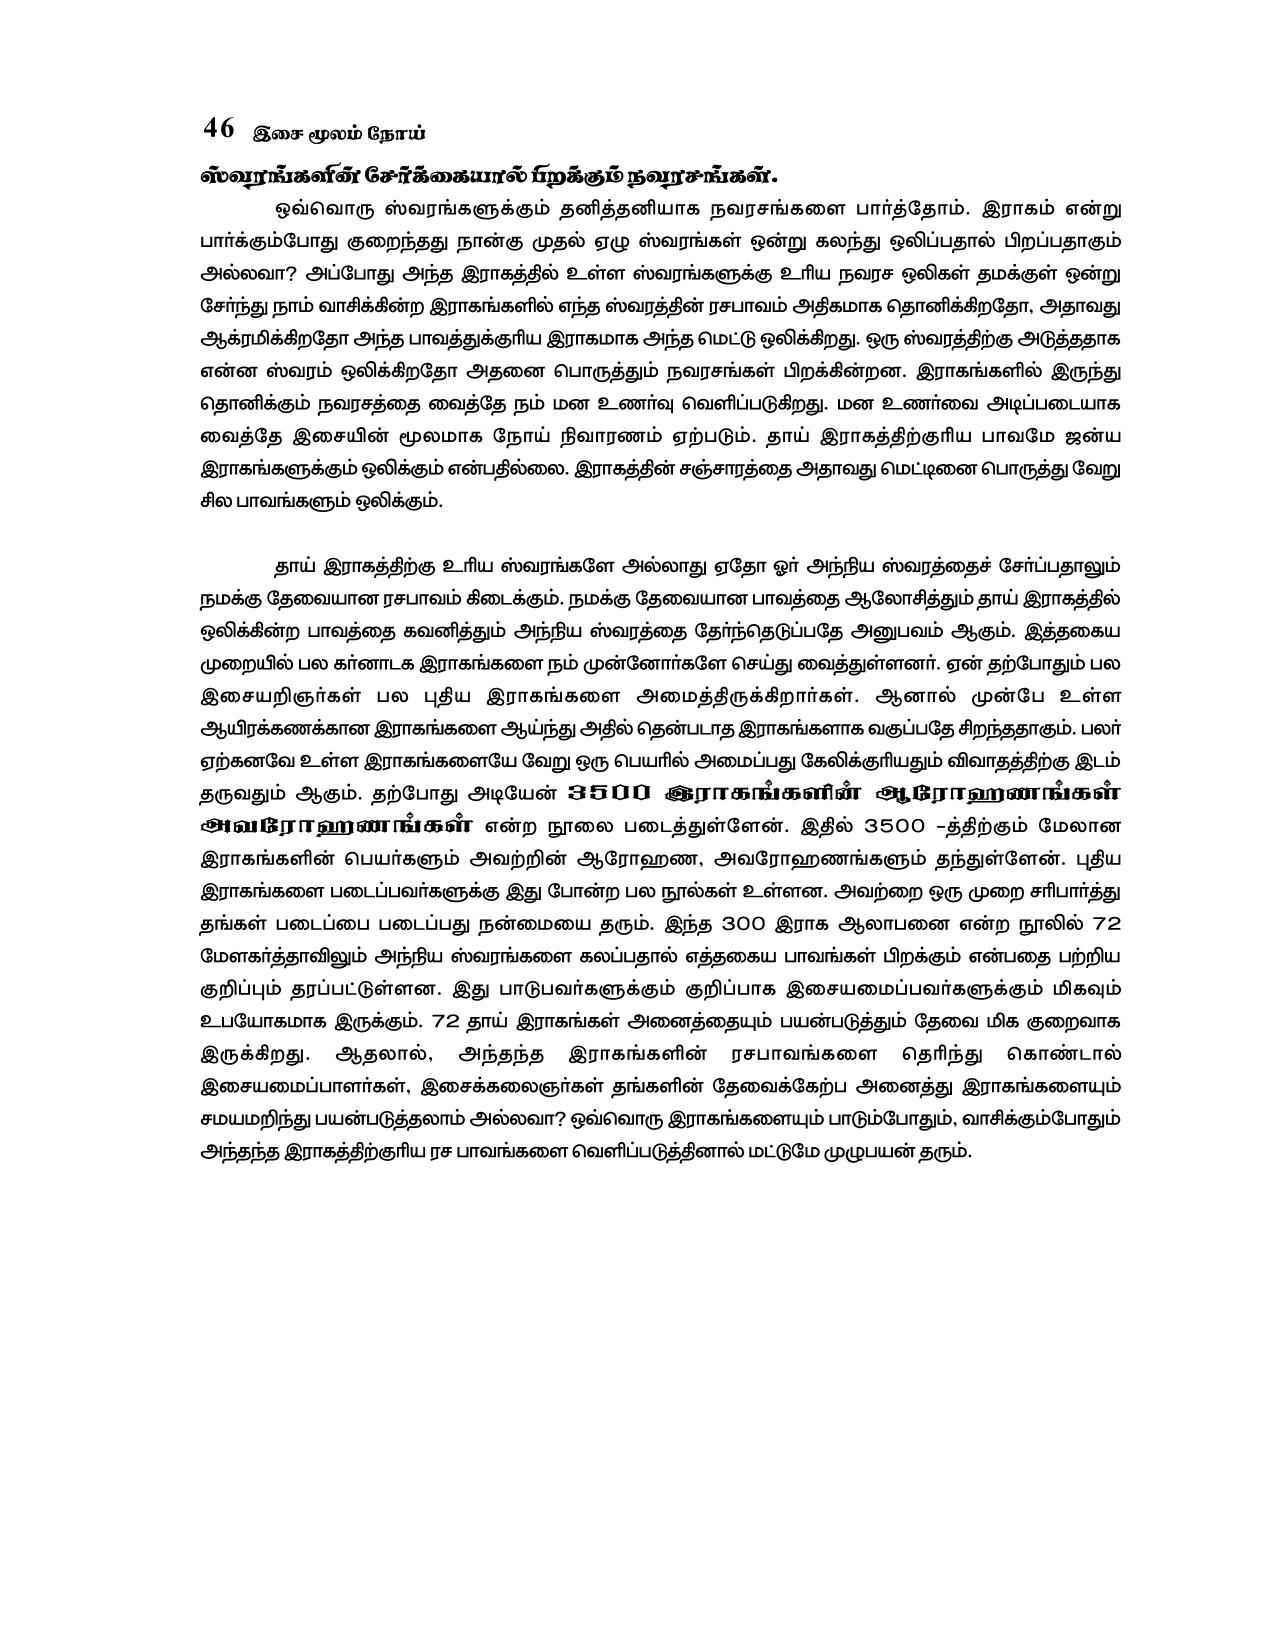 46 இசை மூலம் நோய்
ஸ்வரங்களின் சேர்க்கையால் பிறக்கும் நவரசங்கள்.
ஒவ்வொரு ஸ்வரங்களுக்கும் தனித்தனியாக நவரசங்களை பார்த்தோம். இராகம் என்று
பார்க்கும்போது குறைந்தது நான்கு முதல் ஏழு ஸ்வரங்கள் ஒன்று கலந்து ஒலிப்பதால் பிறப்பதாகும்
அல்லவா? அப்போது அந்த இராகத்தில் உள்ள ஸ்வரங்களுக்கு உரிய நவரச ஒலிகள் தமக்குள் ஒன்று
சேர்ந்து நாம் வாசிக்கின்ற இராகங்களில் எந்த ஸ்வரத்தின் ரசபாவம் அதிகமாக தொனிக்கிறதோ, அதாவது
ஆக்ரமிக்கிறதோ அந்த பாவத்துக்குரிய இராகமாக அந்த மெட்டு ஒலிக்கிறது. ஒரு ஸ்வரத்திற்கு அடுத்ததாக
என்ன ஸ்வரம் ஒலிக்கிறதோ அதனை பொருத்தும் நவரசங்கள் பிறக்கின்றன. இராகங்களில் இருந்து
தொனிக்கும் நவரசத்தை வைத்தே நம் மன உணர்வு வெளிப்படுகிறது. மன உணர்வை அடிப்படையாக
வைத்தே இசையின் மூலமாக நோய் நிவாரணம் ஏற்படும். தாய் இராகத்திற்குரிய பாவமே ஜன்ய
இராகங்களுக்கும் ஒலிக்கும் என்பதில்லை. இராகத்தின் சஞ்சாரத்தை அதாவது மெட்டினை பொருத்து வேறு
சில பாவங்களும் ஒலிக்கும்.
தாய் இராகத்திற்கு உரிய ஸ்வரங்களே அல்லாது ஏதோ ஓர் அந்நிய ஸ்வரத்தைச் சேர்ப்பதாலும்
நமக்கு தேவையான ரசபாவம் கிடைக்கும். நமக்கு தேவையான பாவத்தை ஆலோசித்தும் தாய் இராகத்தில்
ஒலிக்கின்ற பாவத்தை கவனித்தும் அந்நிய ஸ்வரத்தை தேர்ந்தெடுப்பதே அனுபவம் ஆகும். இத்தகைய
முறையில் பல கர்னாடக இராகங்களை நம் முன்னோர்களே செய்து வைத்துள்ளனர். ஏன் தற்போதும் பல
இசையறிஞர்கள் பல புதிய இராகங்களை அமைத்திருக்கிறார்கள். ஆனால் முன்பே உள்ள
ஆயிரக்கணக்கான இராகங்களை ஆய்ந்து அதில் தென்படாத இராகங்களாக வகுப்பதே சிறந்ததாகும். பலர்
ஏற்கனவே உள்ள இராகங்களையே வேறு ஒரு பெயரில் அமைப்பது கேலிக்குரியதும் விவாதத்திற்கு இடம்
தருவதும் ஆகும். தற்போது அடியேன் 3500 இராகங்களின் ஆரோஹணங்கள்
அவரோஹணங்கள் என்ற நூலை படைத்துள்ளேன். இதில் 3500 -த்திற்கும் மேலான
இராகங்களின் பெயர்களும் அவற்றின் ஆரோஹண, அவரோஹணங்களும் தந்துள்ளேன். புதிய
இராகங்களை படைப்பவர்களுக்கு இது போன்ற பல நூல்கள் உள்ளன. அவற்றை ஒரு முறை சரிபார்த்து
தங்கள் படைப்பை படைப்பது நன்மையை தரும். இந்த 300 இராக ஆலாபனை என்ற நூலில் 72
மேளகர்த்தாவிலும் அந்நிய ஸ்வரங்களை கலப்பதால் எத்தகைய பாவங்கள் பிறக்கும் என்பதை பற்றிய
குறிப்பும் தரப்பட்டுள்ளன. இது பாடுபவர்களுக்கும் குறிப்பாக இசையமைப்பவர்களுக்கும் மிகவும்
உபயோகமாக இருக்கும். 72 தாய் இராகங்கள் அனைத்தையும் பயன்படுத்தும் தேவை மிக குறைவாக
இருக்கிறது. ஆதலால், அந்தந்த இராகங்களின் ரசபாவங்களை தெரிந்து கொண்டால்
இசையமைப்பாளர்கள், இசைக்கலைஞர்கள் தங்களின் தேவைக்கேற்ப அனைத்து இராகங்களையும்
சமயமறிந்து பயன்படுத்தலாம் அல்லவா? ஒவ்வொரு இராகங்களையும் பாடும்போதும், வாசிக்கும்போதும்
அந்தந்த இராகத்திற்குரிய ரச பாவங்களை வெளிப்படுத்தினால் மட்டுமே முழுபயன் தரும்.